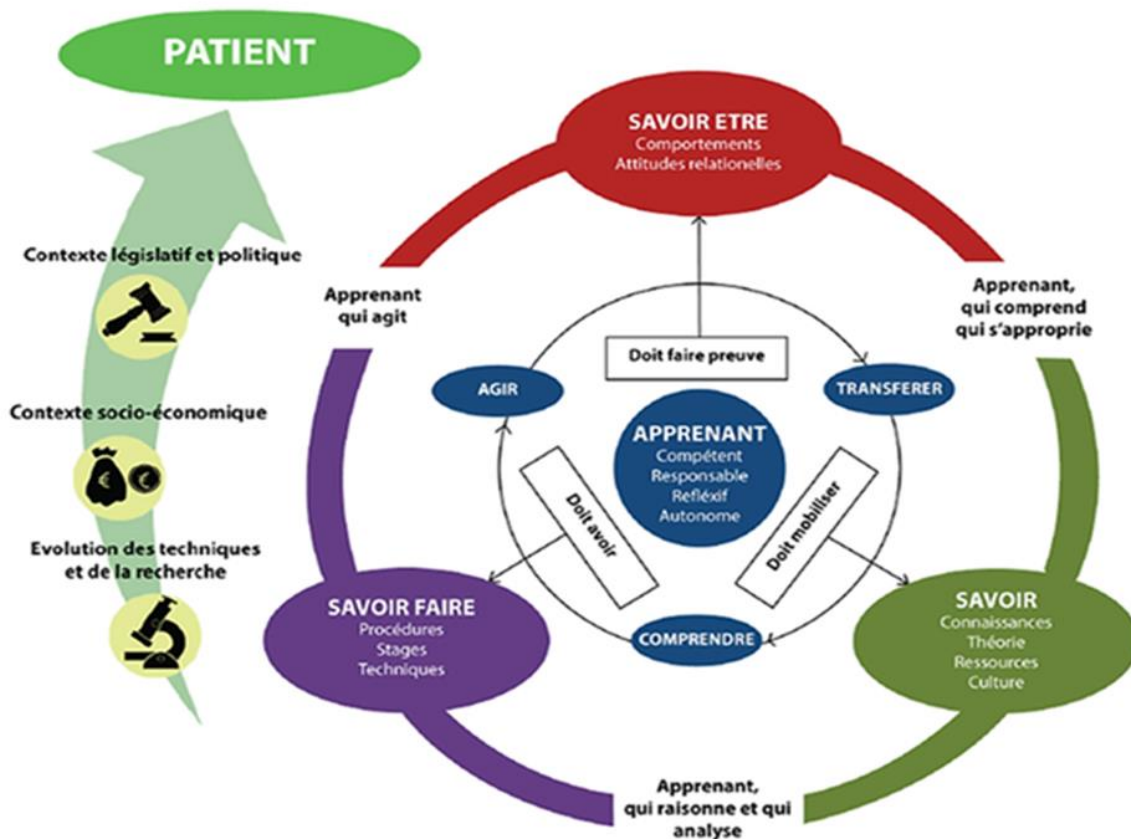 PATIENT
Contexte législatif et politique
Contexte socio-économique
Evolution des techniques
et de la recherche
SAVOIR ETRE
Comportements
Attitudes relationelles
Apprenant
qui agit
Apprenant,
qui comprend
qui s'approprie
Doit faire preuve
AGIR
TRANSFERER
APPRENANT
Compétent
Responsable
Refléxif
Autonome
Doit avoir
Doit mobiliser
COMPRENDRE
SAVOIR FAIRE
Procédures
Stages
Techniques
SAVOIR
Connaissances
Théorie
Ressources
Culture
Apprenant,
qui raisonne et qui
analyse